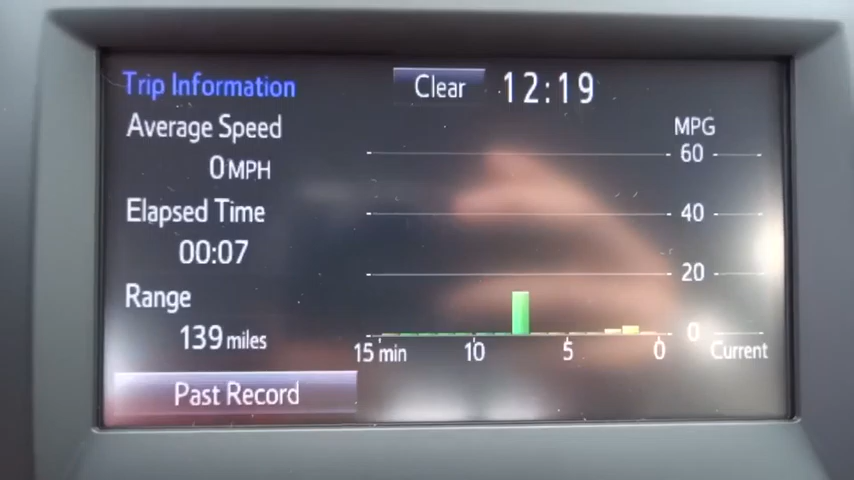 Trip Information
Clear
12:19
Average Speed
0 MPH
Elapsed Time
00:07
Range
139 miles
Past Record
MPG
60
40
20
0
15 min
10
5
0
Current